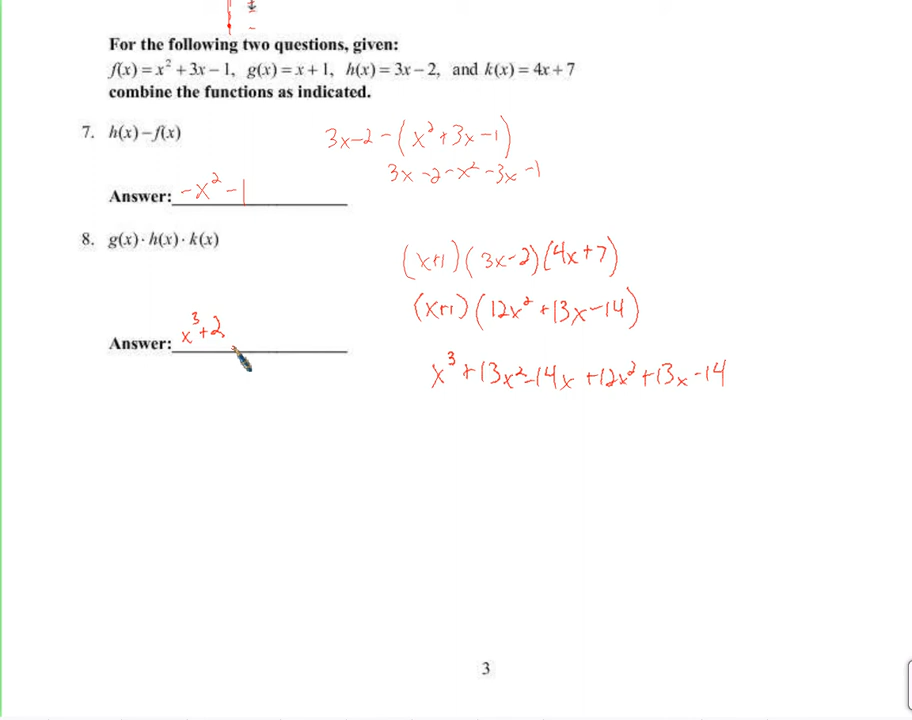 For the following two questions, given:
f(x) = x² + 3x − 1, g(x) = x + 1, h(x) = 3x − 2, and k(x) = 4x + 7
combine the functions as indicated.
7. h(x) − f(x)
3x − 2 − (x² + 3x − 1)
3x − 2 − x² − 3x − 1
Answer: −x² − 1
8. g(x) · h(x) · k(x)
(x+1)(3x−2)(4x+7)
(x+1)(12x² + 13x − 14)
Answer: x³ + 2
x³ + 13x² − 14x + 12x² + 13x − 14
3